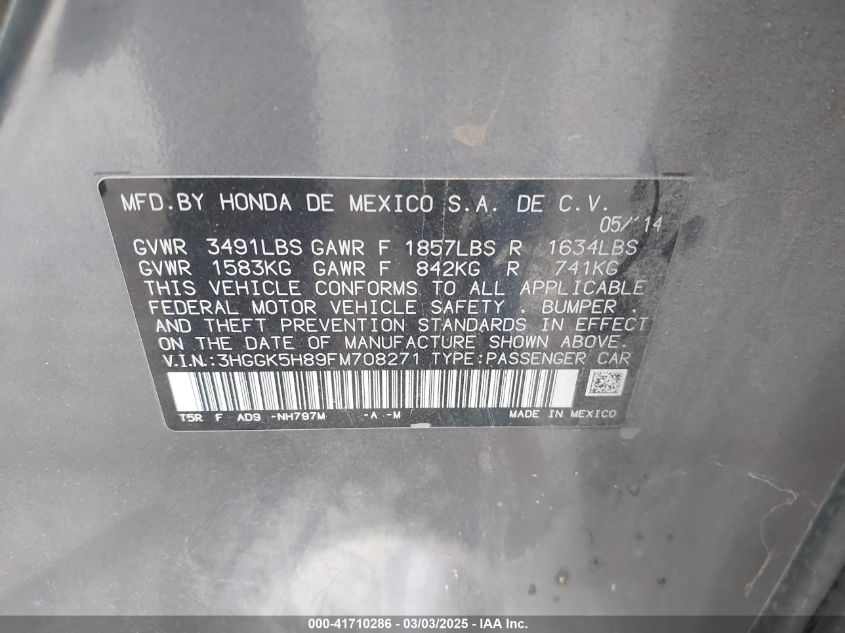 MFD.BY HONDA DE MEXICO S.A. DE C.V.
05/14
GVWR 3491LBS GAWR F 1857LBS R 1634LBS
GVWR 1583KG GAWR F 842KG R 741KG
THIS VEHICLE CONFORMS TO ALL APPLICABLE
FEDERAL MOTOR VEHICLE SAFETY , BUMPER ,
AND THEFT PREVENTION STANDARDS IN EFFECT
ON THE DATE OF MANUFACTURE SHOWN ABOVE.
V.I.N.:3HGGK5H89FM708271 TYPE:PASSENGER CAR
T5R F AD9 -NH797M -A -M MADE IN MEXICO
000-41710286 - 03/03/2025 - IAA Inc.